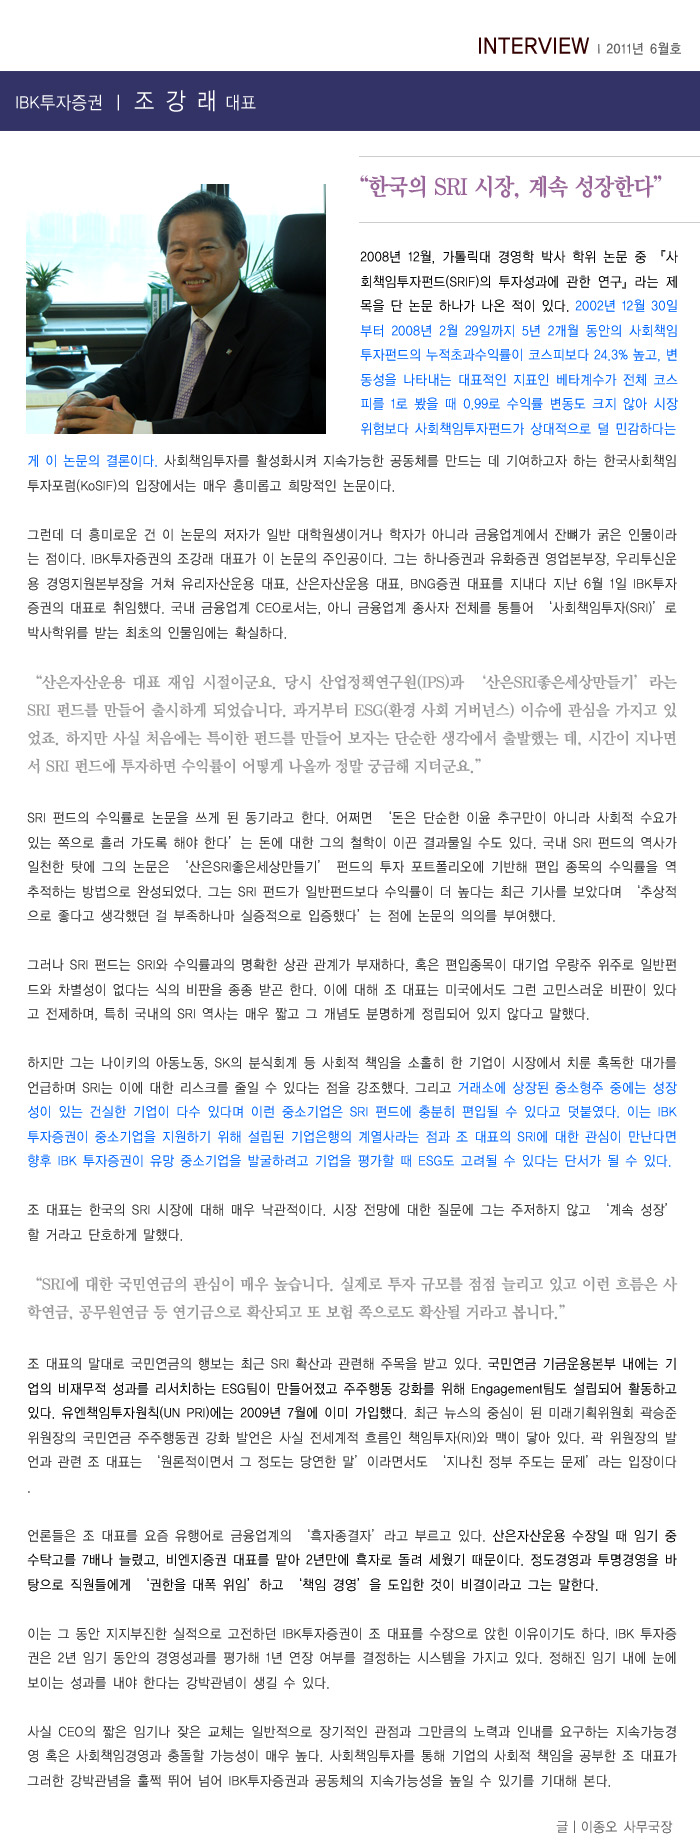 INTERVIEW | 2011년 6월호
IBK투자증권 | 조 강 래 대표
“한국의 SRI 시장, 계속 성장한다”
2008년 12월, 가톨릭대 경영학 박사 학위 논문 중 『사
회책임투자펀드(SRIF)의 투자성과에 관한 연구』 라는 제
목을 단 논문 하나가 나온 적이 있다. 2002년 12월 30일
부터 2008년 2월 29일까지 5년 2개월 동안의 사회책임
투자펀드의 누적초과수익률이 코스피보다 24.3% 높고, 변
동성을 나타내는 대표적인 지표인 베타계수가 전체 코스
피를 1로 봤을 때 0.99로 수익률 변동도 크지 않아 시장
위험보다 사회책임투자펀드가 상대적으로 덜 민감하다는
게 이 논문의 결론이다. 사회책임투자를 활성화시켜 지속가능한 공동체를 만드는 데 기여하고자 하는 한국사회책임
투자포럼(KoSIF)의 입장에서는 매우 흥미롭고 희망적인 논문이다.
그런데 더 흥미로운 건 이 논문의 저자가 일반 대학원생이거나 학자가 아니라 금융업계에서 잔뼈가 굵은 인물이라
는 점이다. IBK투자증권의 조강래 대표가 이 논문의 주인공이다. 그는 하나증권과 유화증권 영업본부장, 우리투신운
용 경영지원본부장을 거쳐 유리자산운용 대표, 산은자산운용 대표, BNG증권 대표를 지내다 지난 6월 1일 IBK투자
증권의 대표로 취임했다. 국내 금융업계 CEO로서는, 아니 금융업계 종사자 전체를 통틀어 ‘사회책임투자(SRI)’로
박사학위를 받는 최초의 인물임에는 확실하다.
“산은자산운용 대표 재임 시절이군요. 당시 산업정책연구원(IPS)과 ‘산은SRI좋은세상만들기’라는
SRI 펀드를 만들어 출시하게 되었습니다. 과거부터 ESG(환경 사회 거버넌스) 이슈에 관심을 가지고 있
었죠. 하지만 사실 처음에는 특이한 펀드를 만들어 보자는 단순한 생각에서 출발했는 데, 시간이 지나면
서 SRI 펀드에 투자하면 수익률이 어떻게 나올까 정말 궁금해 지더군요.”
SRI 펀드의 수익률로 논문을 쓰게 된 동기라고 한다. 어쩌면 ‘돈은 단순한 이윤 추구만이 아니라 사회적 수요가
있는 쪽으로 흘러 가도록 해야 한다’는 돈에 대한 그의 철학이 이끈 결과물일 수도 있다. 국내 SRI 펀드의 역사가
일천한 탓에 그의 논문은 ‘산은SRI좋은세상만들기’ 펀드의 투자 포트폴리오에 기반해 편입 종목의 수익률을 역
추적하는 방법으로 완성되었다. 그는 SRI 펀드가 일반펀드보다 수익률이 더 높다는 최근 기사를 보았다며 ‘추상적
으로 좋다고 생각했던 걸 부족하나마 실증적으로 입증했다’는 점에 논문의 의의를 부여했다.
그러나 SRI 펀드는 SRI와 수익률과의 명확한 상관 관계가 부재하다, 혹은 편입종목이 대기업 우량주 위주로 일반펀
드와 차별성이 없다는 식의 비판을 종종 받곤 한다. 이에 대해 조 대표는 미국에서도 그런 고민스러운 비판이 있다
고 전제하며, 특히 국내의 SRI 역사는 매우 짧고 그 개념도 분명하게 정립되어 있지 않다고 말했다.
하지만 그는 나이키의 아동노동, SK의 분식회계 등 사회적 책임을 소홀히 한 기업이 시장에서 치룬 혹독한 대가를
언급하며 SRI는 이에 대한 리스크를 줄일 수 있다는 점을 강조했다. 그리고 거래소에 상장된 중소형주 중에는 성장
성이 있는 건실한 기업이 다수 있다며 이런 중소기업은 SRI 펀드에 충분히 편입될 수 있다고 덧붙였다. 이는 IBK
투자증권이 중소기업을 지원하기 위해 설립된 기업은행의 계열사라는 점과 조 대표의 SRI에 대한 관심이 만난다면
향후 IBK 투자증권이 유망 중소기업을 발굴하려고 기업을 평가할 때 ESG도 고려될 수 있다는 단서가 될 수 있다.
조 대표는 한국의 SRI 시장에 대해 매우 낙관적이다. 시장 전망에 대한 질문에 그는 주저하지 않고 ‘계속 성장’
할 거라고 단호하게 말했다.
“SRI에 대한 국민연금의 관심이 매우 높습니다. 실제로 투자 규모를 점점 늘리고 있고 이런 흐름은 사
학연금, 공무원연금 등 연기금으로 확산되고 또 보험 쪽으로도 확산될 거라고 봅니다.”
조 대표의 말대로 국민연금의 행보는 최근 SRI 확산과 관련해 주목을 받고 있다. 국민연금 기금운용본부 내에는 기
업의 비재무적 성과를 리서치하는 ESG팀이 만들어졌고 주주행동 강화를 위해 Engagement팀도 설립되어 활동하고
있다. 유엔책임투자원칙(UN PRI)에는 2009년 7월에 이미 가입했다. 최근 뉴스의 중심이 된 미래기획위원회 곽승준
위원장의 국민연금 주주행동권 강화 발언은 사실 전세계적 흐름인 책임투자(RI)와 맥이 닿아 있다. 곽 위원장의 발
언과 관련 조 대표는 ‘원론적이면서 그 정도는 당연한 말’이라면서도 ‘지나친 정부 주도는 문제’라는 입장이다
.
언론들은 조 대표를 요즘 유행어로 금융업계의 ‘흑자종결자’라고 부르고 있다. 산은자산운용 수장일 때 임기 중
수탁고를 7배나 늘렸고, 비엔지증권 대표를 맡아 2년만에 흑자로 돌려 세웠기 때문이다. 정도경영과 투명경영을 바
탕으로 직원들에게 ‘권한을 대폭 위임’하고 ‘책임 경영’을 도입한 것이 비결이라고 그는 말한다.
이는 그 동안 지지부진한 실적으로 고전하던 IBK투자증권이 조 대표를 수장으로 앉힌 이유이기도 하다. IBK 투자증
권은 2년 임기 동안의 경영성과를 평가해 1년 연장 여부를 결정하는 시스템을 가지고 있다. 정해진 임기 내에 눈에
보이는 성과를 내야 한다는 강박관념이 생길 수 있다.
사실 CEO의 짧은 임기나 잦은 교체는 일반적으로 장기적인 관점과 그만큼의 노력과 인내를 요구하는 지속가능경
영 혹은 사회책임경영과 충돌할 가능성이 매우 높다. 사회책임투자를 통해 기업의 사회적 책임을 공부한 조 대표가
그러한 강박관념을 훌쩍 뛰어 넘어 IBK투자증권과 공동체의 지속가능성을 높일 수 있기를 기대해 본다.
글 | 이종오 사무국장